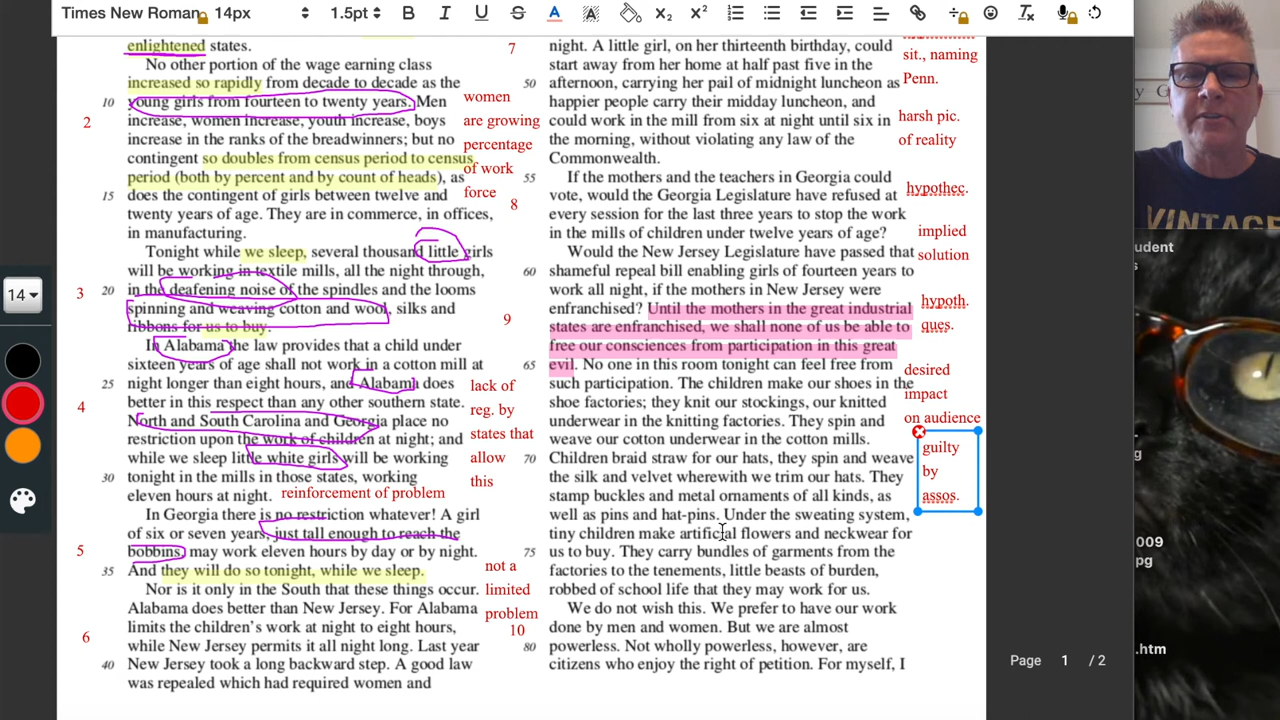 Times New Roman 14px 1.5pt B I U S A A X₂ X² Tx
enlightened states.
No other portion of the wage earning class
increased so rapidly from decade to decade as the
10 young girls from fourteen to twenty years. Men
2
increase, women increase, youth increase, boys
increase in the ranks of the breadwinners; but no
contingent so doubles from census period to census
period (both by percent and by count of heads), as
15 does the contingent of girls between twelve and
twenty years of age. They are in commerce, in offices,
in manufacturing.
Tonight while we sleep, several thousand little girls
will be working in textile mills, all the night through,
3 20 in the deafening noise of the spindles and the looms
spinning and weaving cotton and wool, silks and
ribbons for us to buy.
In Alabama the law provides that a child under
sixteen years of age shall not work in a cotton mill at
25 night longer than eight hours, and Alabama does
4
better in this respect than any other southern state.
North and South Carolina and Georgia place no
restriction upon the work of children at night; and
while we sleep little white girls will be working
30 tonight in the mills in those states, working
eleven hours at night. reinforcement of problem
In Georgia there is no restriction whatever! A girl
of six or seven years, just tall enough to reach the
5 bobbins, may work eleven hours by day or by night.
35 And they will do so tonight, while we sleep.
Nor is it only in the South that these things occur.
Alabama does better than New Jersey. For Alabama
6 limits the children's work at night to eight hours,
while New Jersey permits it all night long. Last year
40 New Jersey took a long backward step. A good law
was repealed which had required women and
women
are growing
percentage
of work
force
lack of
reg. by
states that
allow
this
not a
limited
problem
7
night. A little girl, on her thirteenth birthday, could
start away from her home at half past five in the
50 afternoon, carrying her pail of midnight luncheon as
happier people carry their midday luncheon, and
could work in the mill from six at night until six in
the morning, without violating any law of the
Commonwealth.
55 If the mothers and the teachers in Georgia could
8
vote, would the Georgia Legislature have refused at
every session for the last three years to stop the work
in the mills of children under twelve years of age?
Would the New Jersey Legislature have passed that
60 shameful repeal bill enabling girls of fourteen years to
work all night, if the mothers in New Jersey were
9
enfranchised? Until the mothers in the great industrial
states are enfranchised, we shall none of us be able to
free our consciences from participation in this great
65 evil. No one in this room tonight can feel free from
such participation. The children make our shoes in the
shoe factories; they knit our stockings, our knitted
underwear in the knitting factories. They spin and
weave our cotton underwear in the cotton mills.
70 Children braid straw for our hats, they spin and weave
the silk and velvet wherewith we trim our hats. They
stamp buckles and metal ornaments of all kinds, as
well as pins and hat-pins. Under the sweating system,
tiny children make artificial flowers and neckwear for
75 us to buy. They carry bundles of garments from the
factories to the tenements, little beasts of burden,
robbed of school life that they may work for us.
10
We do not wish this. We prefer to have our work
done by men and women. But we are almost
80 powerless. Not wholly powerless, however, are
citizens who enjoy the right of petition. For myself, I
sit., naming
Penn.
harsh pic.
of reality
hypothec.
implied
solution
hypoth.
ques.
desired
impact
on audience
guilty
by
assos.
14
Page 1 / 2
VINTAGE
udent
s
g
009
pg
.htm